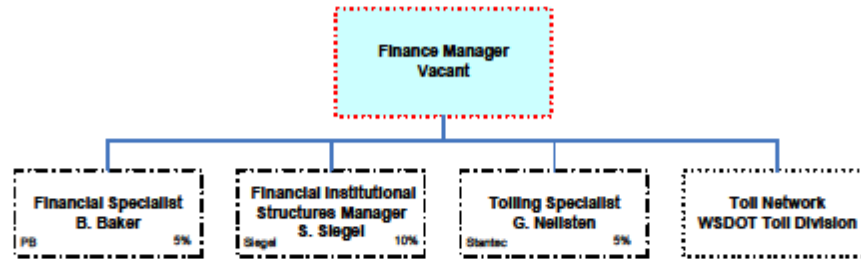 Finance Manager
Vacant
Financial Specialist
B. Baker
PB 5%
Financial Institutional
Structures Manager
S. Siegel
Siegel 10%
Tolling Specialist
G. Neilsten
Stantec 5%
Toll Network
WSDOT Toll Division